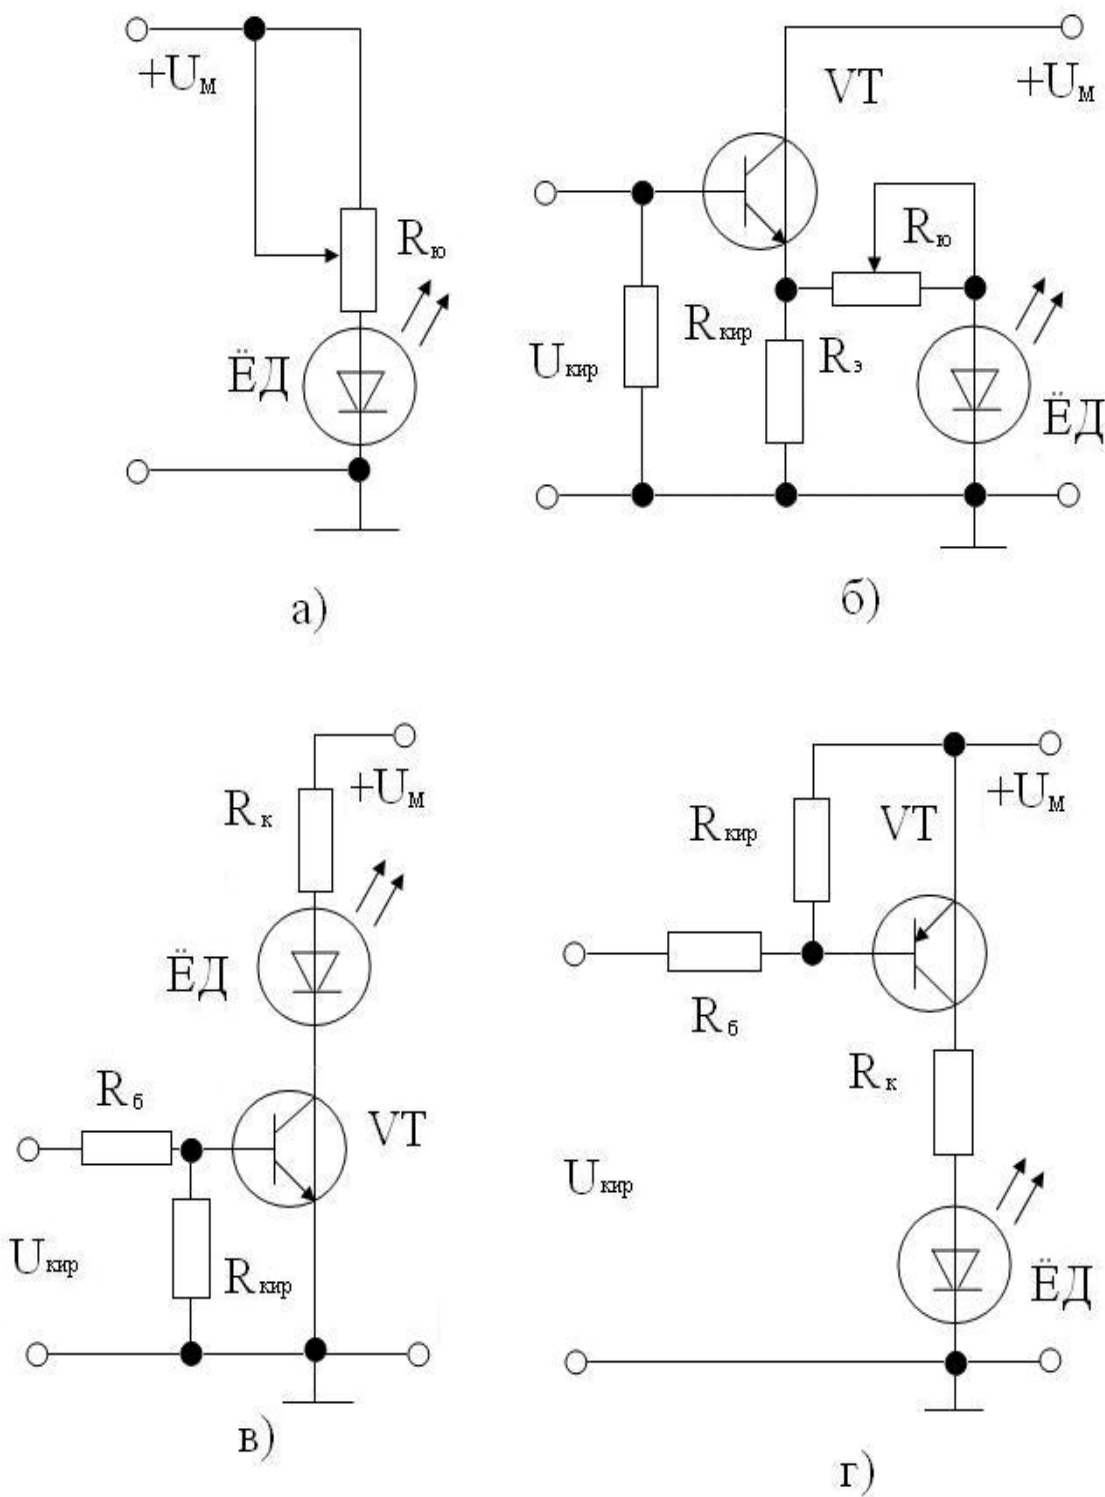 +Uм
Rю
ЁД
а)
VT
+Uм
Rю
Rкир
Uкир
Rэ
ЁД
б)
+Uм
Rк
ЁД
Rб
VT
Uкир
Rкир
в)
+Uм
Rкир
VT
Rб
Rк
Uкир
ЁД
г)